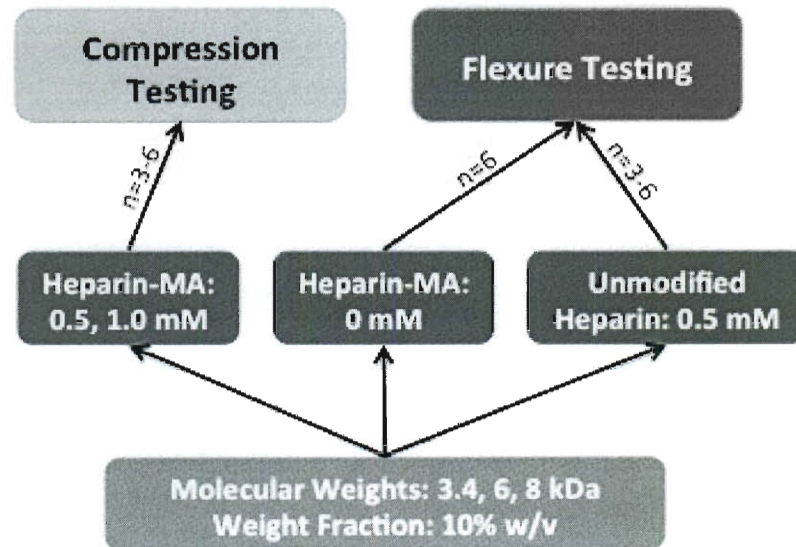 Compression
Testing
Flexure Testing
n=3-6
n=6
n=3-6
Heparin-MA:
0.5, 1.0 mM
Heparin-MA:
0 mM
Unmodified
Heparin: 0.5 mM
Molecular Weights: 3.4, 6, 8 kDa
Weight Fraction: 10% w/v